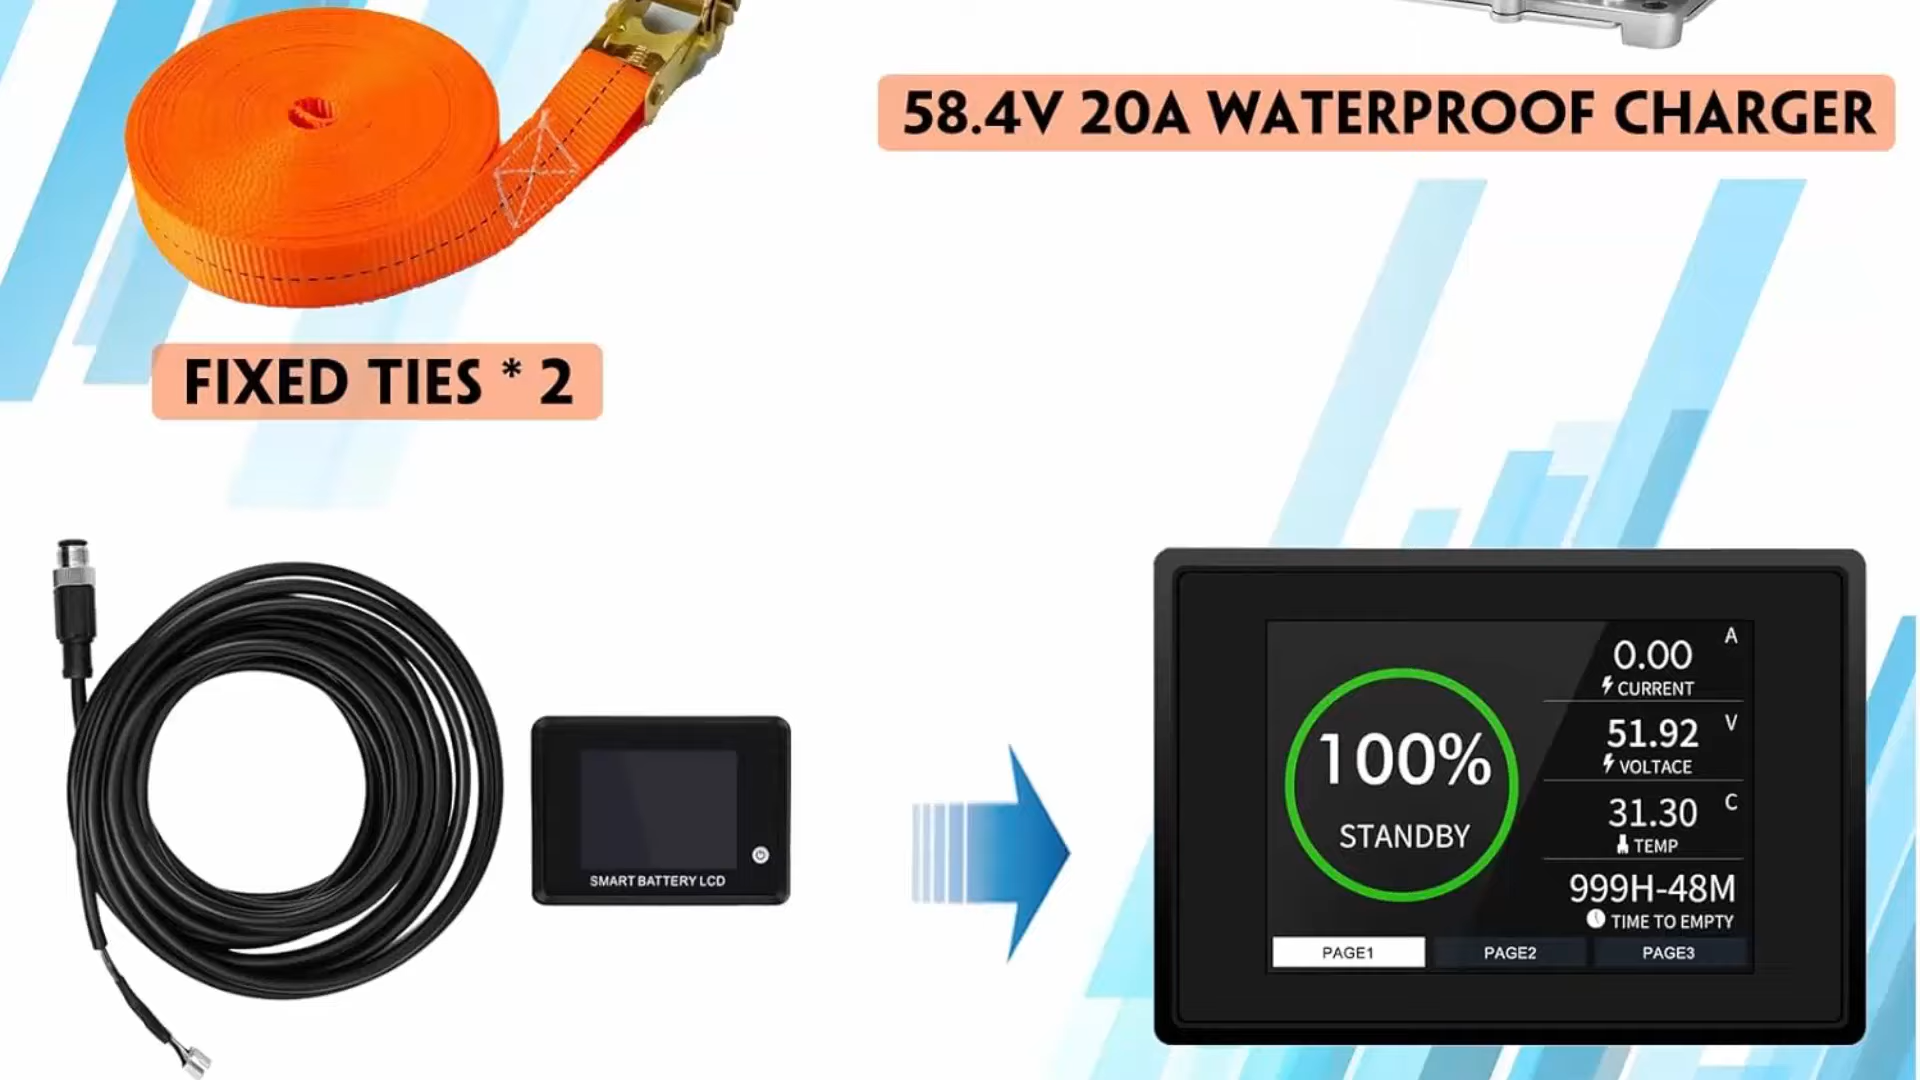 58.4V 20A WATERPROOF CHARGER
FIXED TIES * 2
SMART BATTERY LCD
100%
STANDBY
0.00 A
CURRENT
51.92 V
VOLTACE
31.30 C
TEMP
999H-48M
TIME TO EMPTY
PAGE1 PAGE2 PAGE3